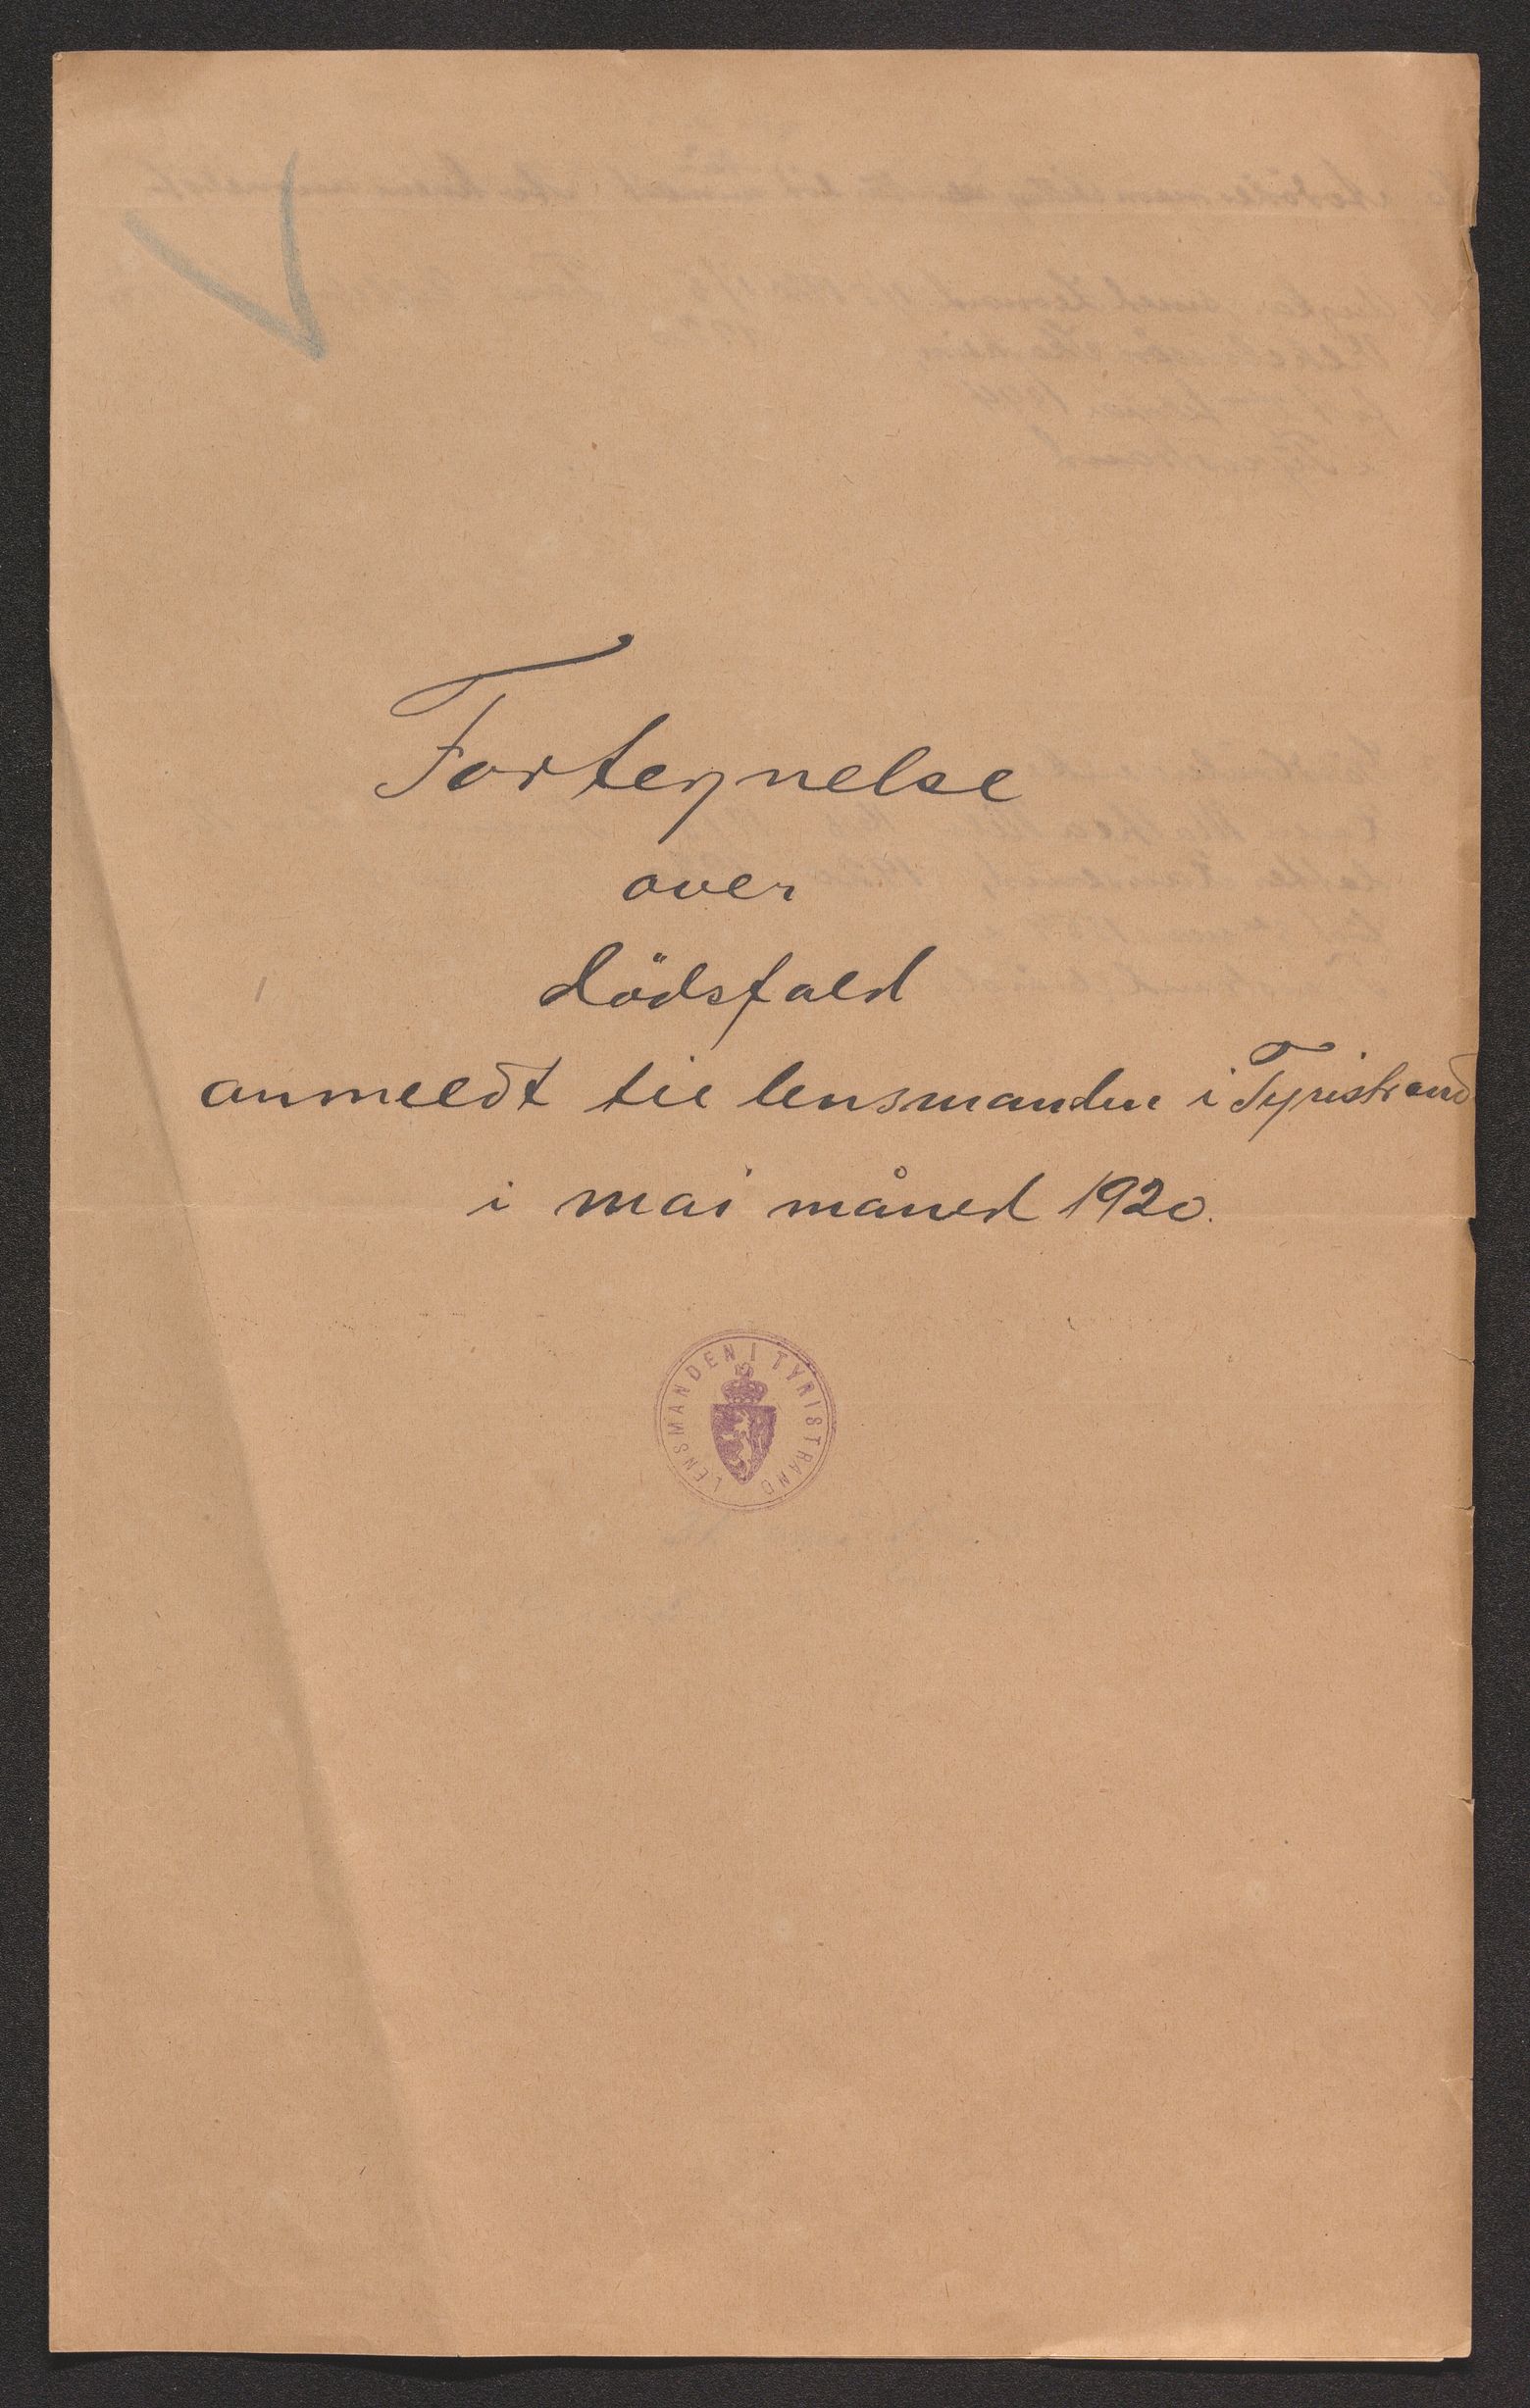 Fortegnelse
over
dödsfald
anmeldt til lensmanden i Tyristrand
i mai måned 1920.
LENSMANDEN I TYRISTRAND